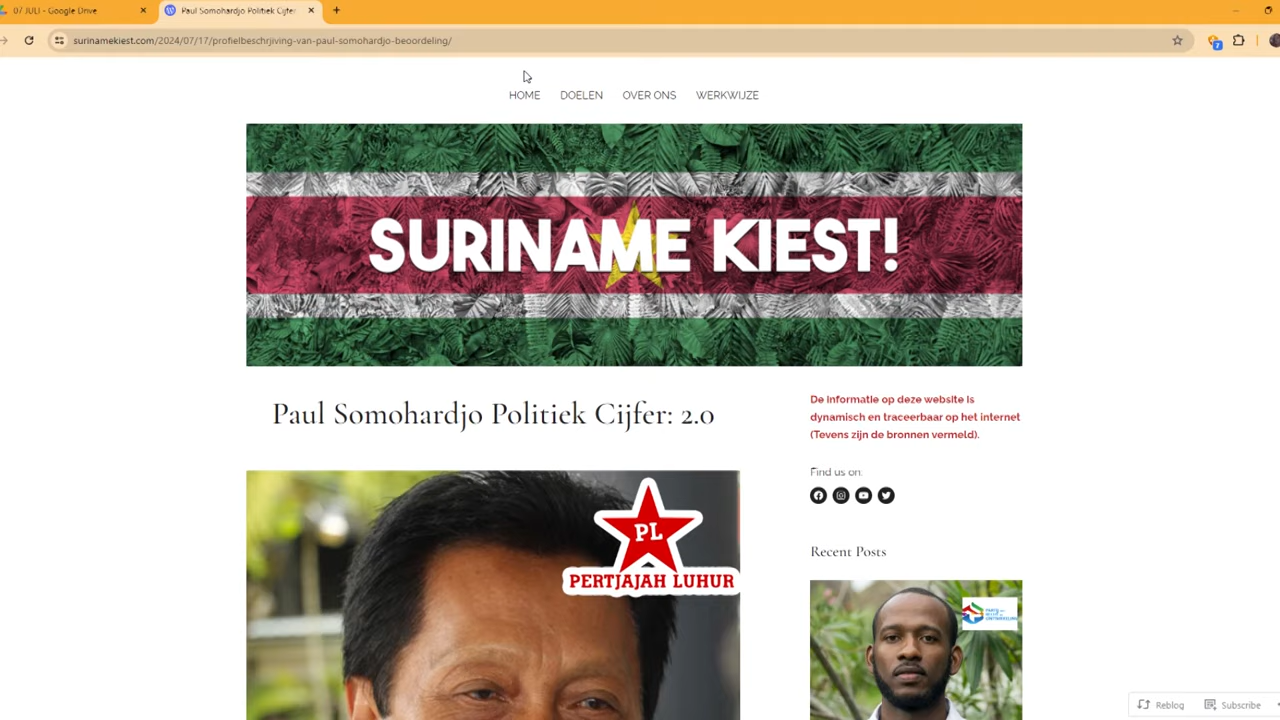 07 JULI - Google Drive
Paul Somohardjo Politiek Cijfer:
surinamekiest.com/2024/07/17/profielbeschrjiving-van-paul-somohardjo-beoordeling/
7
HOME DOELEN OVER ONS WERKWIJZE
SURINAME KIEST!
Paul Somohardjo Politiek Cijfer: 2.0
De informatie op deze website is
dynamisch en traceerbaar op het internet
(Tevens zijn de bronnen vermeld).
Find us on:
PL
PERTJAJAH LUHUR
Recent Posts
Reblog Subscribe